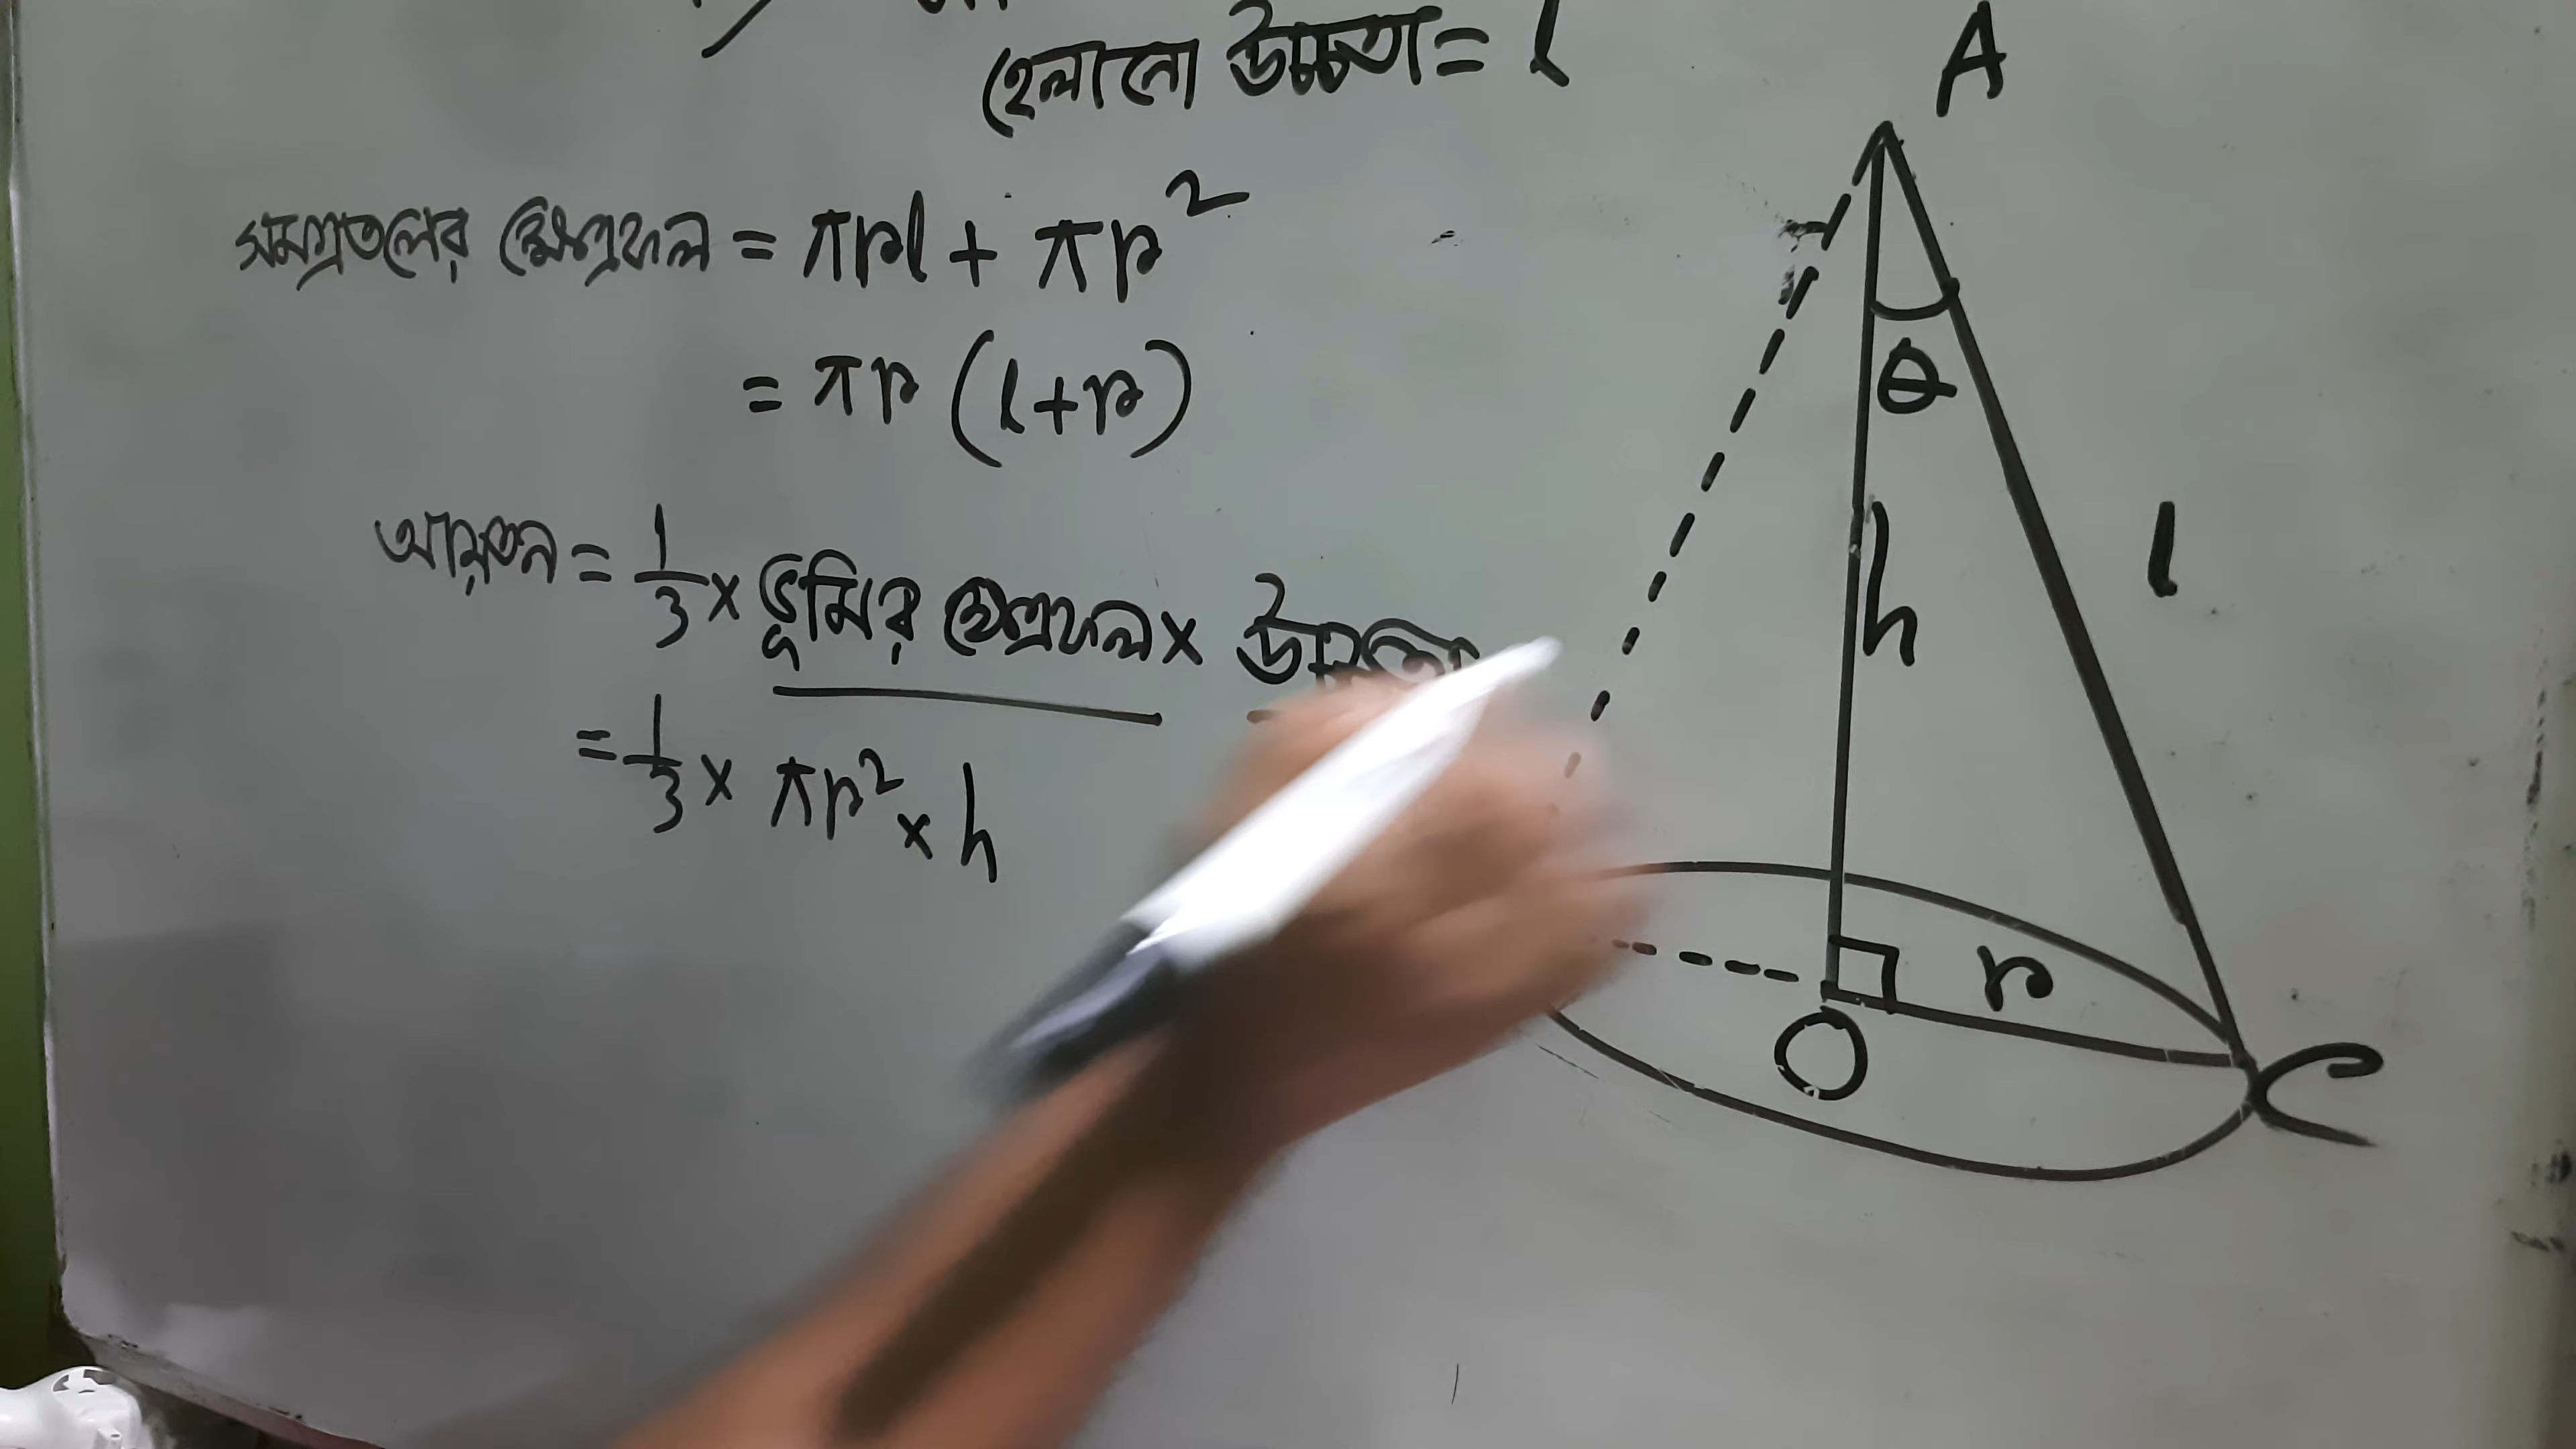 হেলানো উচ্চতা = l
A
সমগ্রতলের ক্ষেত্রফল = πrl + πr²
= πr (l+r)
θ
আয়তন = 1/3 × ভূমির ক্ষেত্রফল × উচ্চতা
h
l
= 1/3 × πr² × h
r
O
C